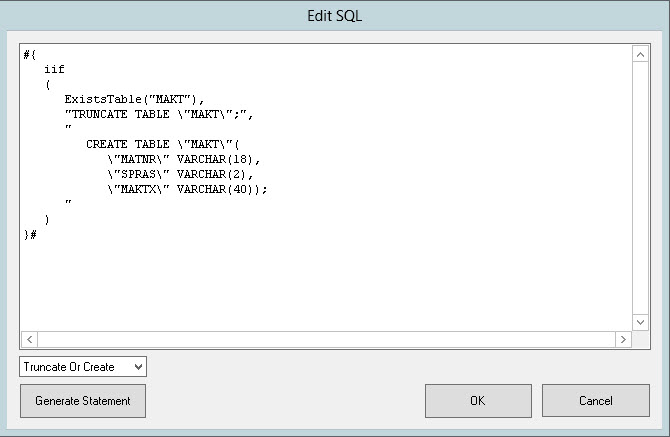 Edit SQL
#{
iif
(
ExistsTable("MAKT"),
"TRUNCATE TABLE \"MAKT\";",
"
CREATE TABLE \"MAKT\"(
\"MATNR\" VARCHAR(18),
\"SPRAS\" VARCHAR(2),
\"MAKTX\" VARCHAR(40));
"
)
}#
Truncate Or Create
Generate Statement
OK
Cancel